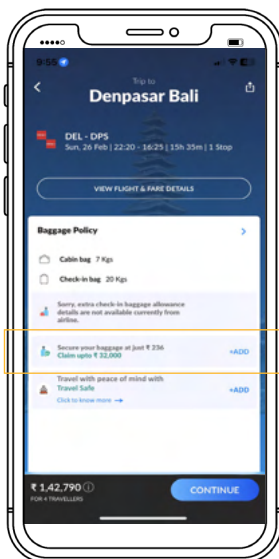 9:55
Trip to
Denpasar Bali
DEL - DPS
Sun, 26 Feb | 22:20 - 16:25 | 15h 35m | 1 Stop
VIEW FLIGHT & FARE DETAILS
Baggage Policy
Cabin bag 7 Kgs
Check-in bag 20 Kgs
Sorry, extra check-in baggage allowance
details are not available currently from
airline.
Secure your baggage at just ₹ 236
Claim upto ₹ 32,000
+ADD
Travel with peace of mind with
Travel Safe
+ADD
Click to know more →
₹ 1,42,790
FOR 4 TRAVELLERS
CONTINUE